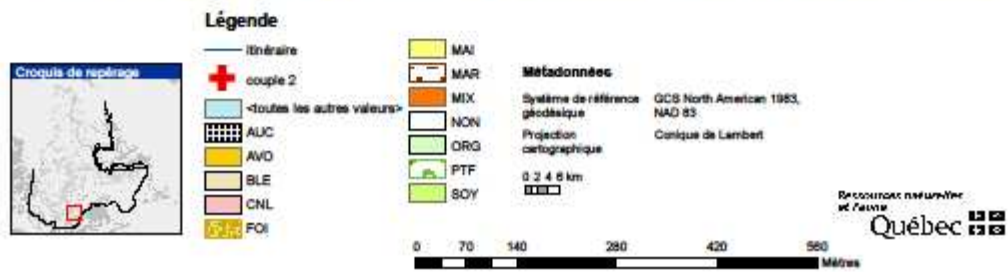 Légende
Croquis de repérage
itinéraire
couple 2
<toutes les autres valeurs>
AUC
AVO
BLE
CNL
FOI
MAI
MAR
MIX
NON
ORG
PTF
SOY
Métadonnées
Système de référence géodésique
GCS North American 1983, NAD 83
Projection cartographique
Conique de Lambert
0 2 4 6 km
0 70 140 280 420 560
Mètres
Ressources naturelles
et Faune
Québec